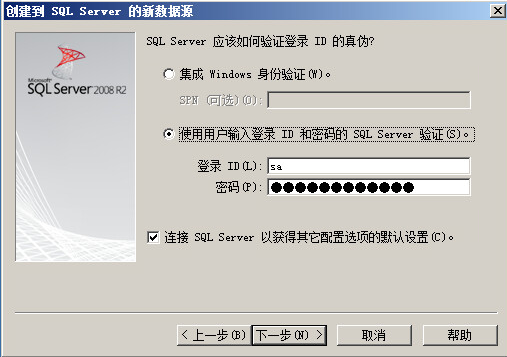 创建到 SQL Server 的新数据源
SQL Server 应该如何验证登录 ID 的真伪?
Microsoft
SQL Server 2008 R2
集成 Windows 身份验证(W)。
SPN (可选)(O):
使用用户输入登录 ID 和密码的 SQL Server 验证(S)。
登录 ID(L): sa
密码(P): ●●●●●●●●●●●●
连接 SQL Server 以获得其它配置选项的默认设置(C)。
< 上一步(B) 下一步(N) > 取消 帮助